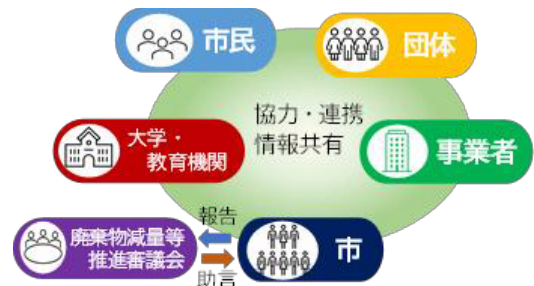 市民
団体
協力・連携
情報共有
大学・
教育機関
事業者
報告
廃棄物減量等
推進審議会
市
助言